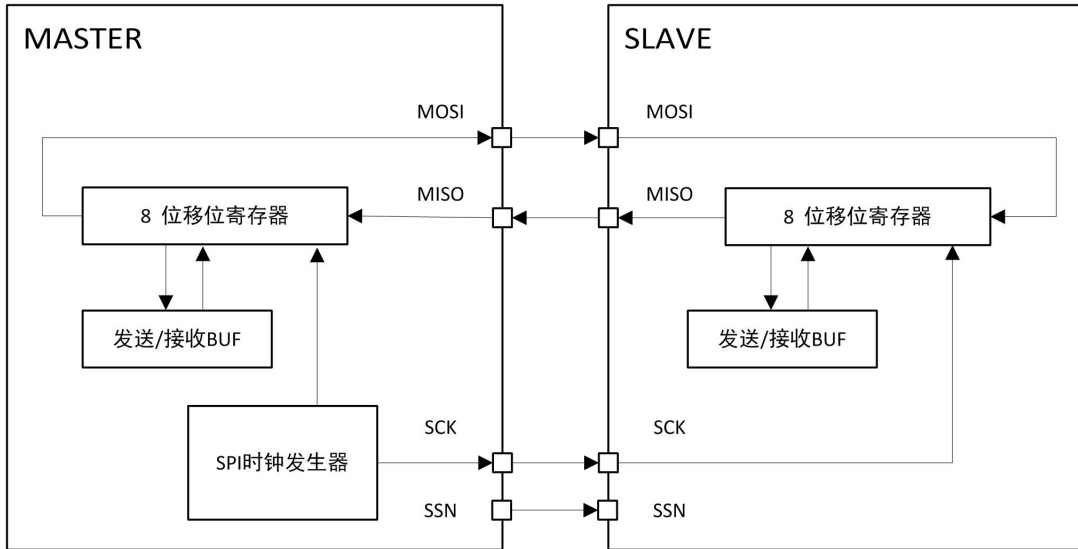 MASTER
SLAVE
MOSI
MOSI
MISO
MISO
8 位移位寄存器
8 位移位寄存器
发送/接收BUF
发送/接收BUF
SCK
SCK
SPI时钟发生器
SSN
SSN